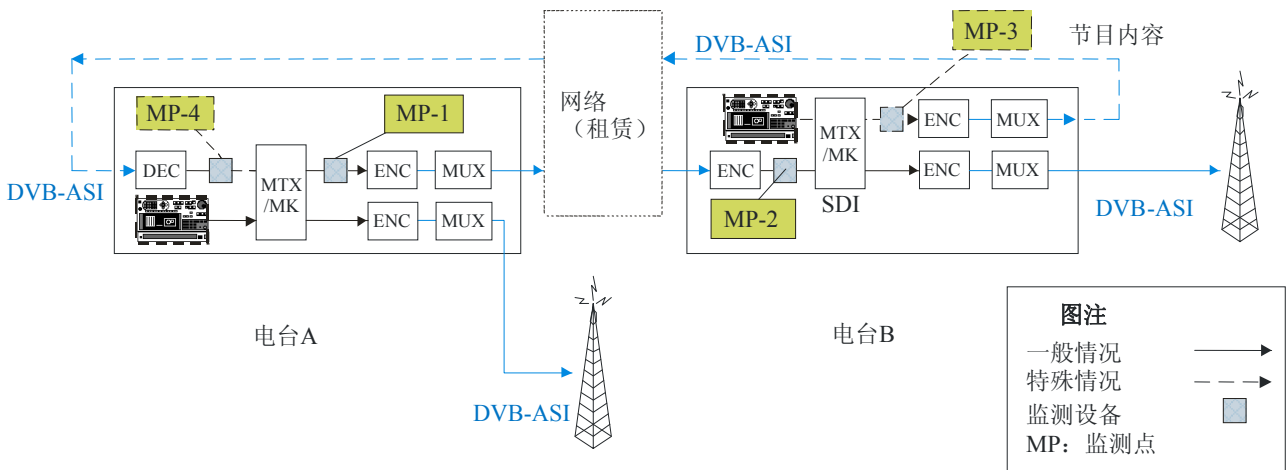 MP-3
节目内容
DVB-ASI
MP-4
MP-1
网络
（租赁）
ENC
MUX
MTX
/MK
DEC
ENC
MUX
ENC
ENC
MUX
DVB-ASI
MTX
/MK
ENC
MUX
MP-2
SDI
DVB-ASI
电台A
电台B
DVB-ASI
图注
一般情况
特殊情况
监测设备
MP：监测点